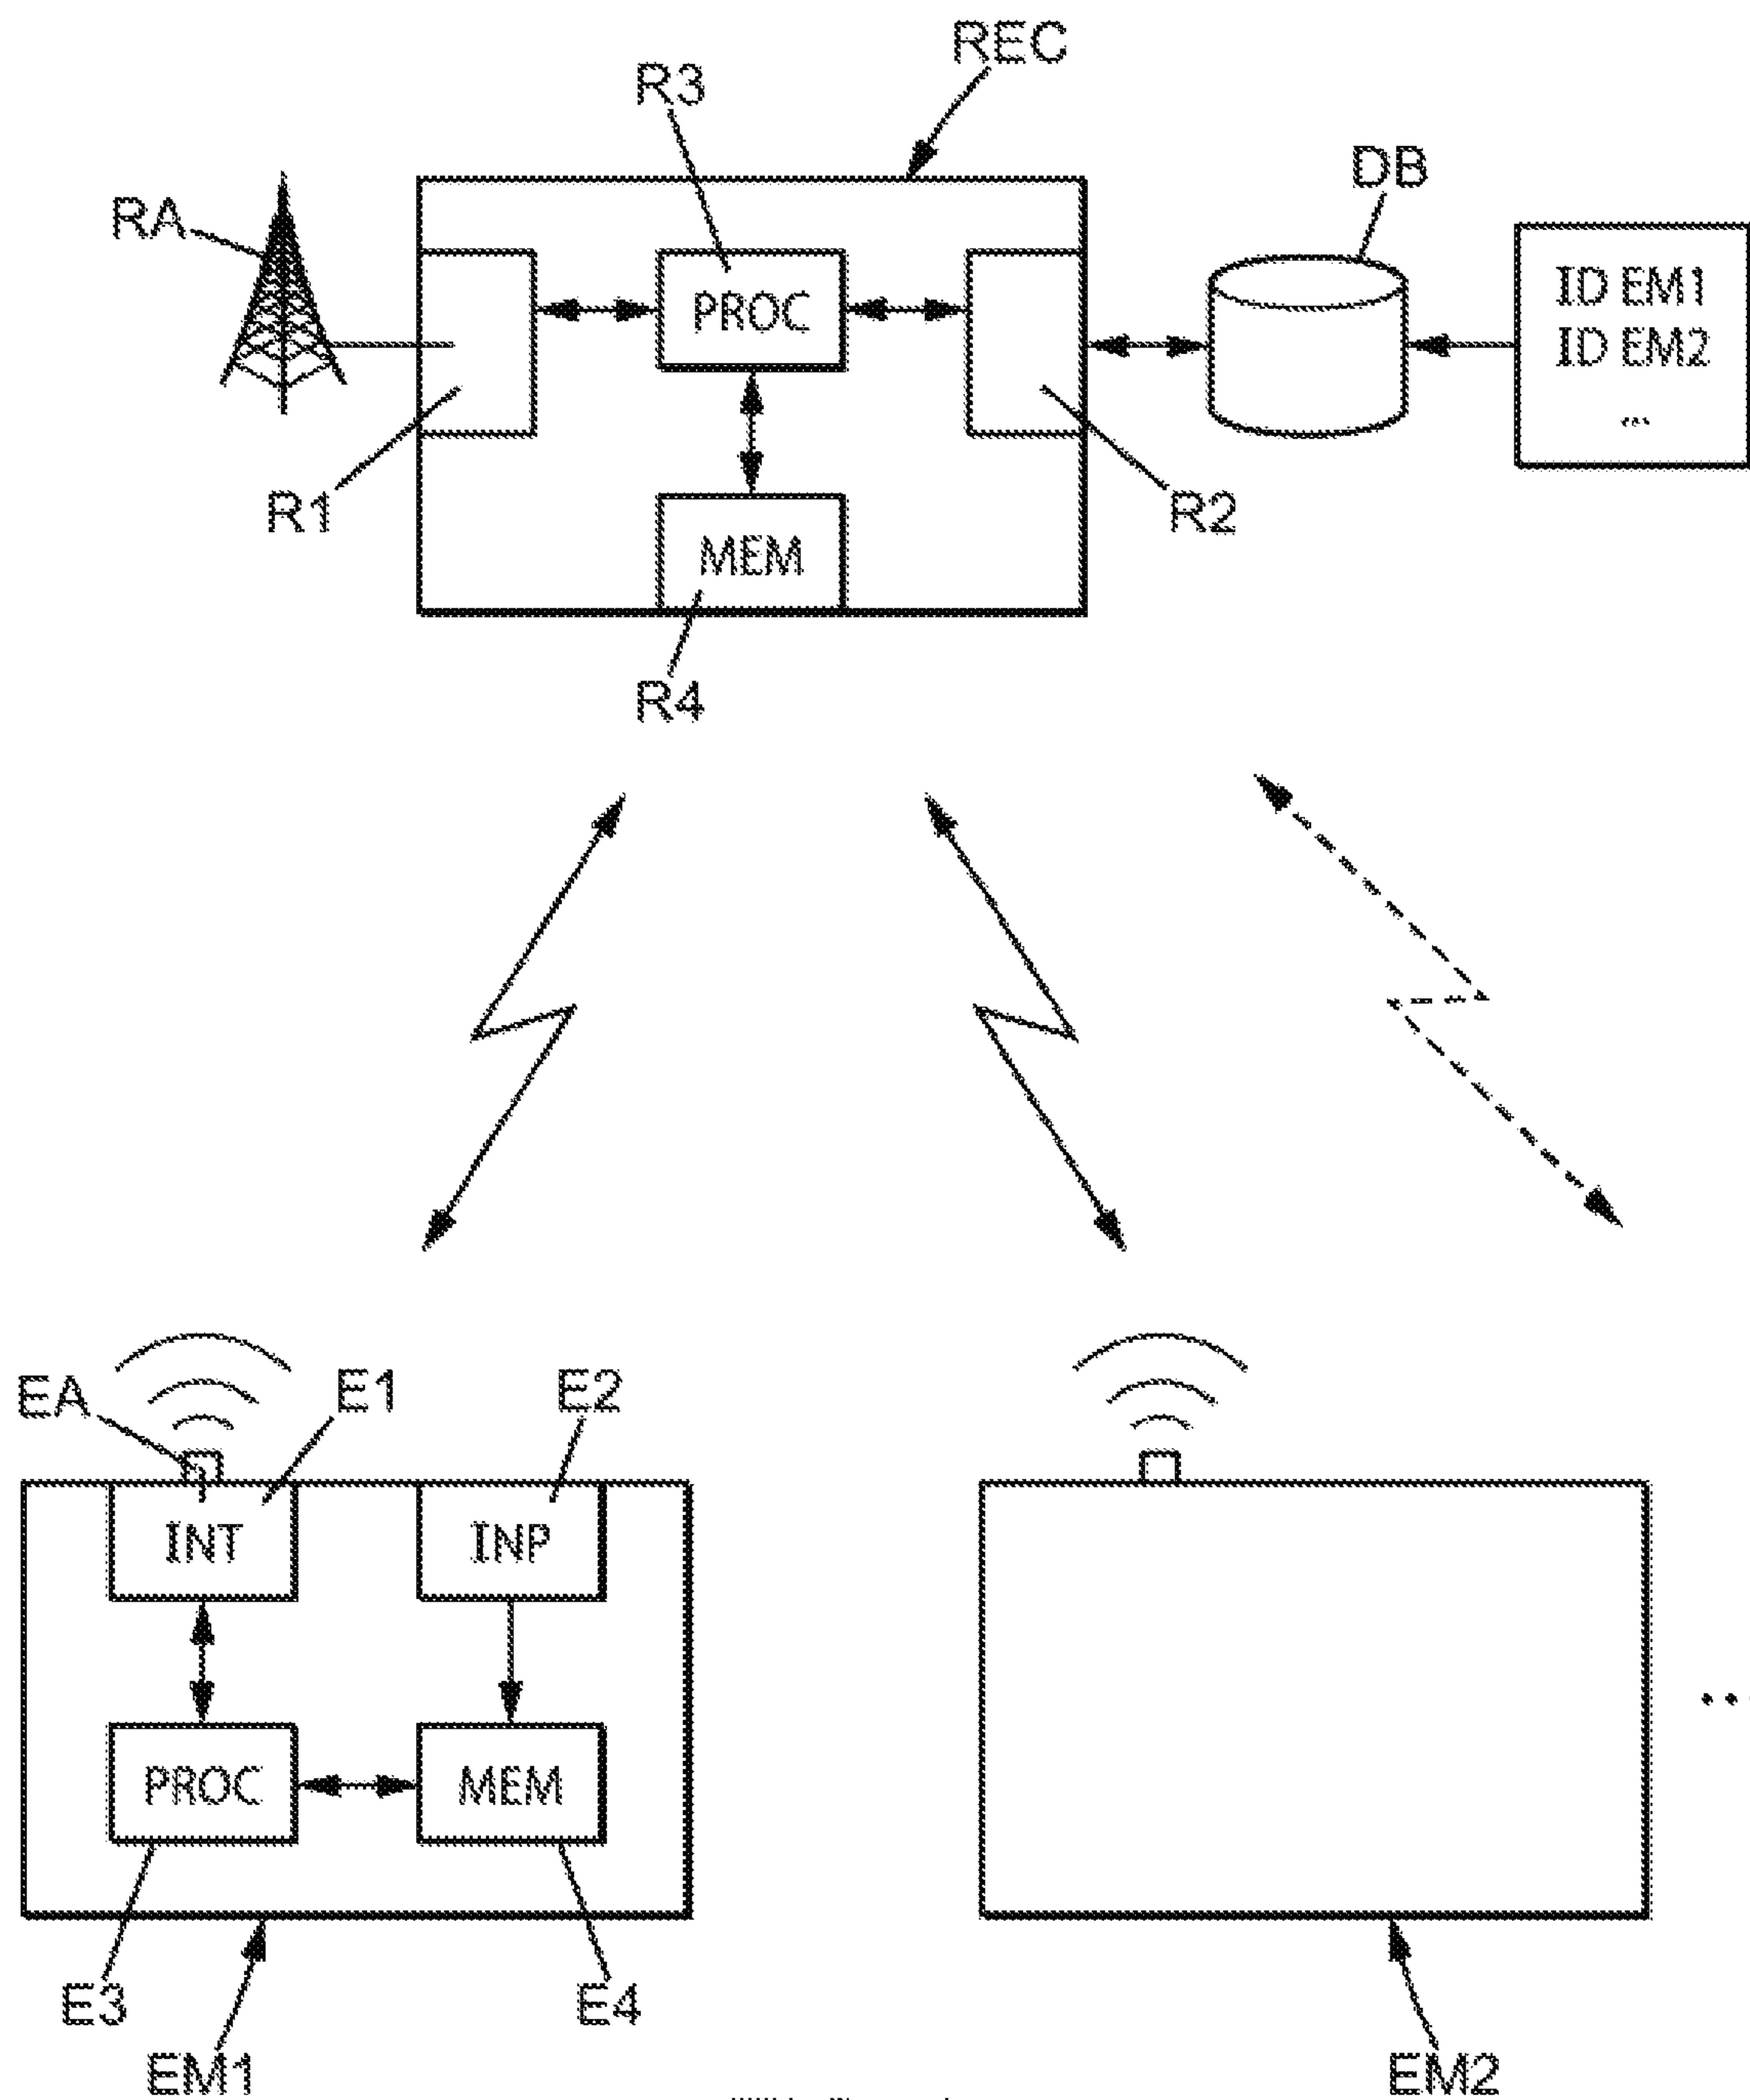 REC
R3
DB
RA
ID EM1
PROC
ID EM2
...
R1
R2
MEM
R4
EA
E1
E2
INT
INP
PROC
MEM
E3
E4
EM1
EM2